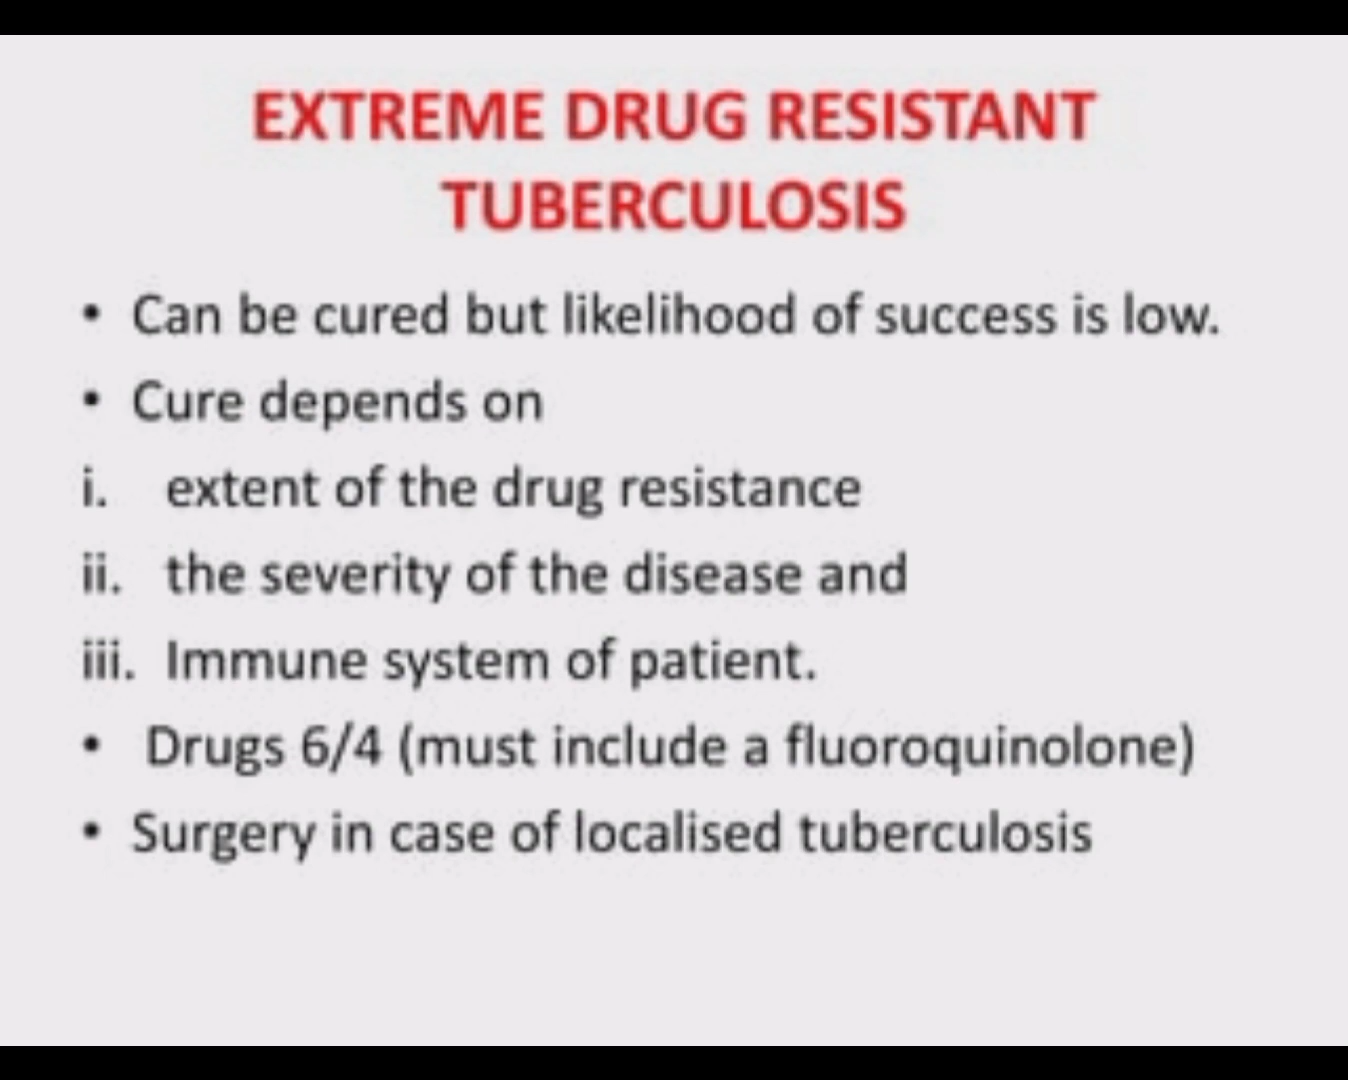 EXTREME DRUG RESISTANT
TUBERCULOSIS
• Can be cured but likelihood of success is low.
• Cure depends on
i. extent of the drug resistance
ii. the severity of the disease and
iii. Immune system of patient.
• Drugs 6/4 (must include a fluoroquinolone)
• Surgery in case of localised tuberculosis